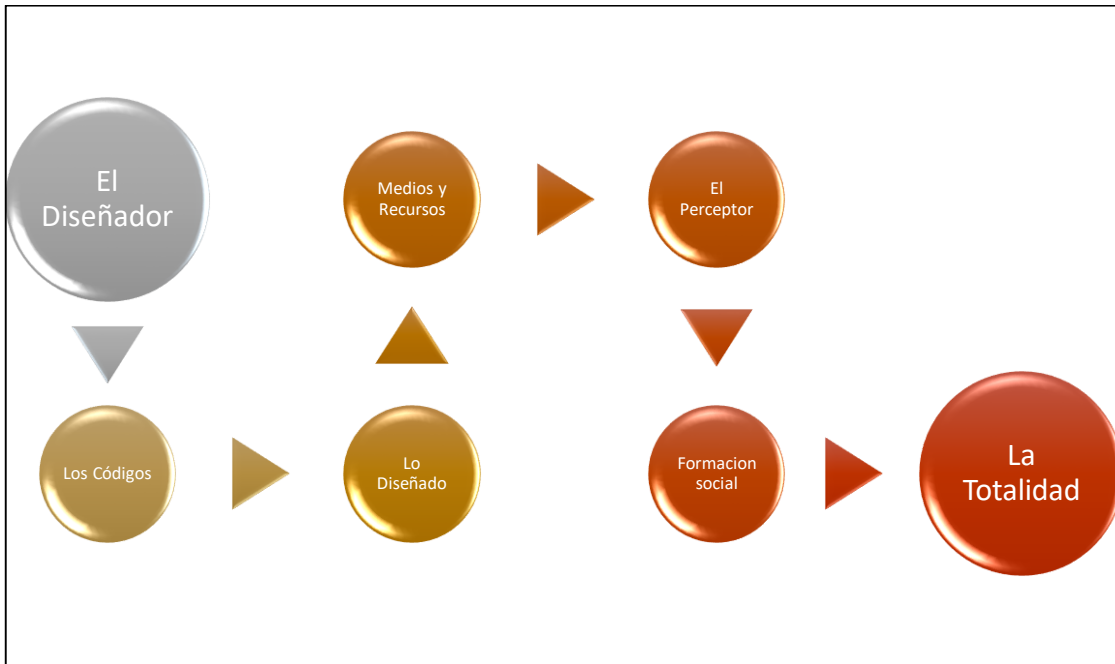 El
Diseñador
Los Códigos
Lo
Diseñado
Medios y
Recursos
El
Perceptor
Formacion
social
La
Totalidad